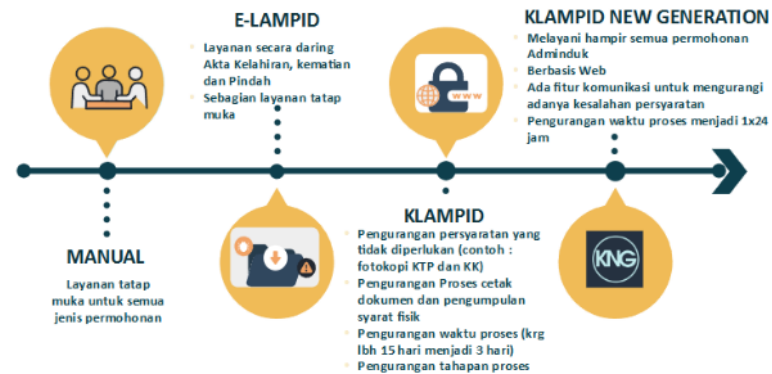 E-LAMPID
Layanan secara daring
Akta Kelahiran, kematian
dan Pindah
Sebagian layanan tatap
muka
KLAMPID NEW GENERATION
Melayani hampir semua permohonan
Adminduk
Berbasis Web
Ada fitur komunikasi untuk mengurangi
adanya kesalahan persyaratan
Pengurangan waktu proses menjadi 1x24
jam
www
MANUAL
Layanan tatap
muka untuk semua
jenis permohonan
KLAMPID
Pengurangan persyaratan yang
tidak diperlukan (contoh :
fotokopi KTP dan KK)
Pengurangan Proses cetak
dokumen dan pengumpulan
syarat fisik
Pengurangan waktu proses (krg
lbh 15 hari menjadi 3 hari)
Pengurangan tahapan proses
KNG